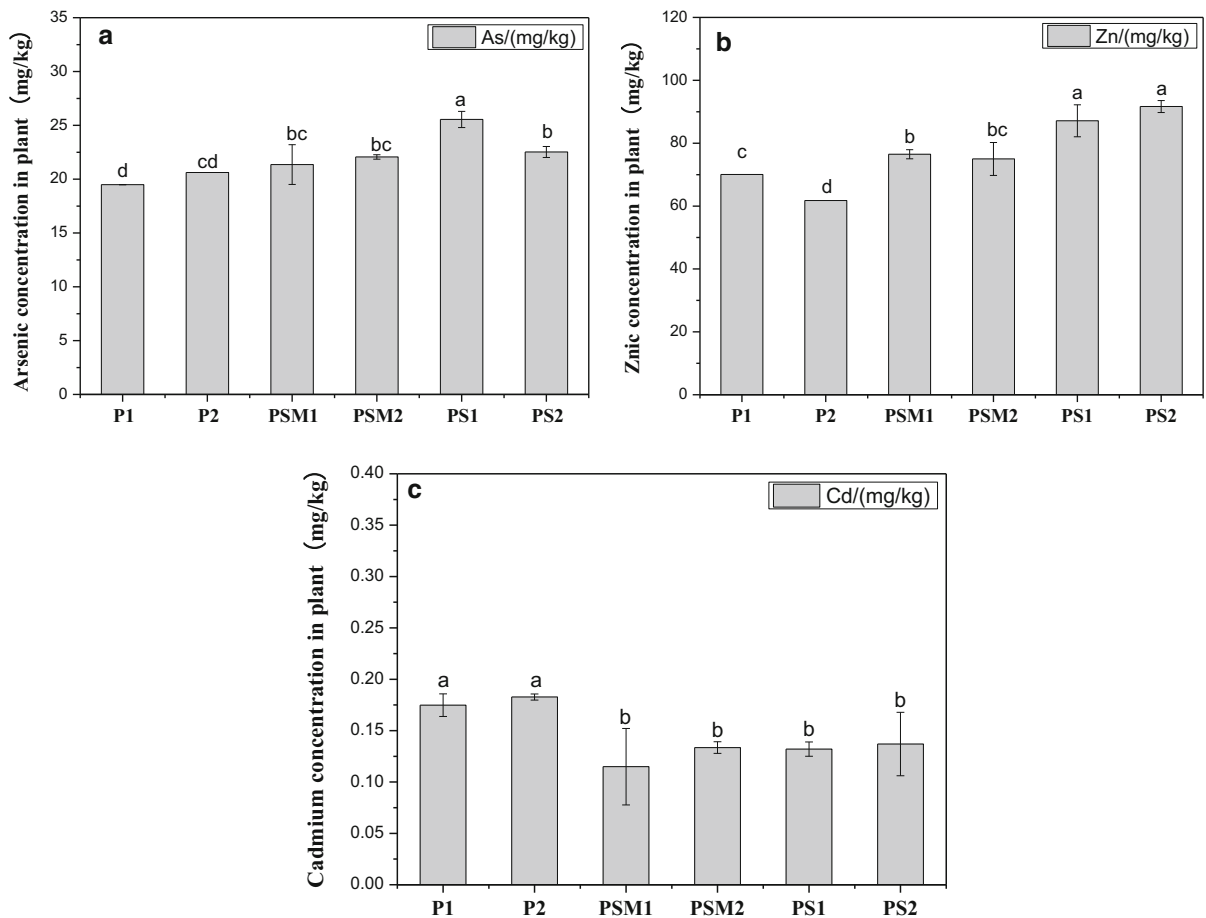 a
As/(mg/kg)
Arsenic concentration in plant（mg/kg）
35
30
25
20
15
10
5
0
d
cd
bc
bc
a
b
P1 P2 PSM1 PSM2 PS1 PS2
b
Zn/(mg/kg)
Znic concentration in plant（mg/kg）
120
100
80
60
40
20
0
c
d
b
bc
a
a
P1 P2 PSM1 PSM2 PS1 PS2
c
Cd/(mg/kg)
Cadmium concentration in plant（mg/kg）
0.40
0.35
0.30
0.25
0.20
0.15
0.10
0.05
0.00
a
a
b
b
b
b
P1 P2 PSM1 PSM2 PS1 PS2